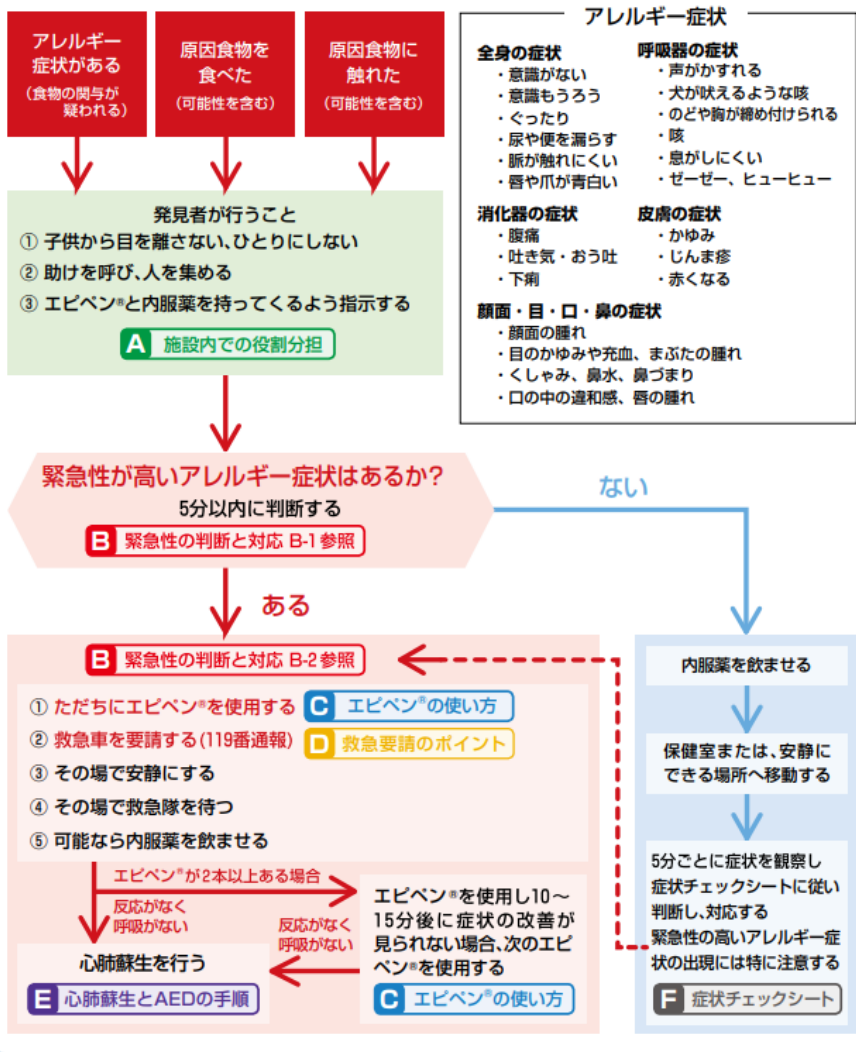 アレルギー
症状がある
(食物の関与が
疑われる)
原因食物を
食べた
(可能性を含む)
原因食物に
触れた
(可能性を含む)
アレルギー症状
全身の症状
・意識がない
・意識もうろう
・ぐったり
・尿や便を漏らす
・脈が触れにくい
・唇や爪が青白い
呼吸器の症状
・声がかすれる
・犬が吠えるような咳
・のどや胸が締め付けられる
・咳
・息がしにくい
・ゼーゼー、ヒューヒュー
消化器の症状
・腹痛
・吐き気・おう吐
・下痢
皮膚の症状
・かゆみ
・じんま疹
・赤くなる
顔面・目・口・鼻の症状
・顔面の腫れ
・目のかゆみや充血、まぶたの腫れ
・くしゃみ、鼻水、鼻づまり
・口の中の違和感、唇の腫れ
発見者が行うこと
① 子供から目を離さない、ひとりにしない
② 助けを呼び、人を集める
③ エピペン®と内服薬を持ってくるよう指示する
A 施設内での役割分担
緊急性が高いアレルギー症状はあるか?
5分以内に判断する
B 緊急性の判断と対応 B-1参照
ない
ある
B 緊急性の判断と対応 B-2参照
① ただちにエピペン®を使用する C エピペン®の使い方
② 救急車を要請する(119番通報) D 救急要請のポイント
③ その場で安静にする
④ その場で救急隊を待つ
⑤ 可能なら内服薬を飲ませる
エピペン®が2本以上ある場合
反応がなく
呼吸がない
反応がなく
呼吸がない
エピペン®を使用し10~
15分後に症状の改善が
見られない場合、次のエピ
ペン®を使用する
C エピペン®の使い方
心肺蘇生を行う
E 心肺蘇生とAEDの手順
内服薬を飲ませる
保健室または、安静に
できる場所へ移動する
5分ごとに症状を観察し
症状チェックシートに従い
判断し、対応する
緊急性の高いアレルギー症
状の出現には特に注意する
F 症状チェックシート